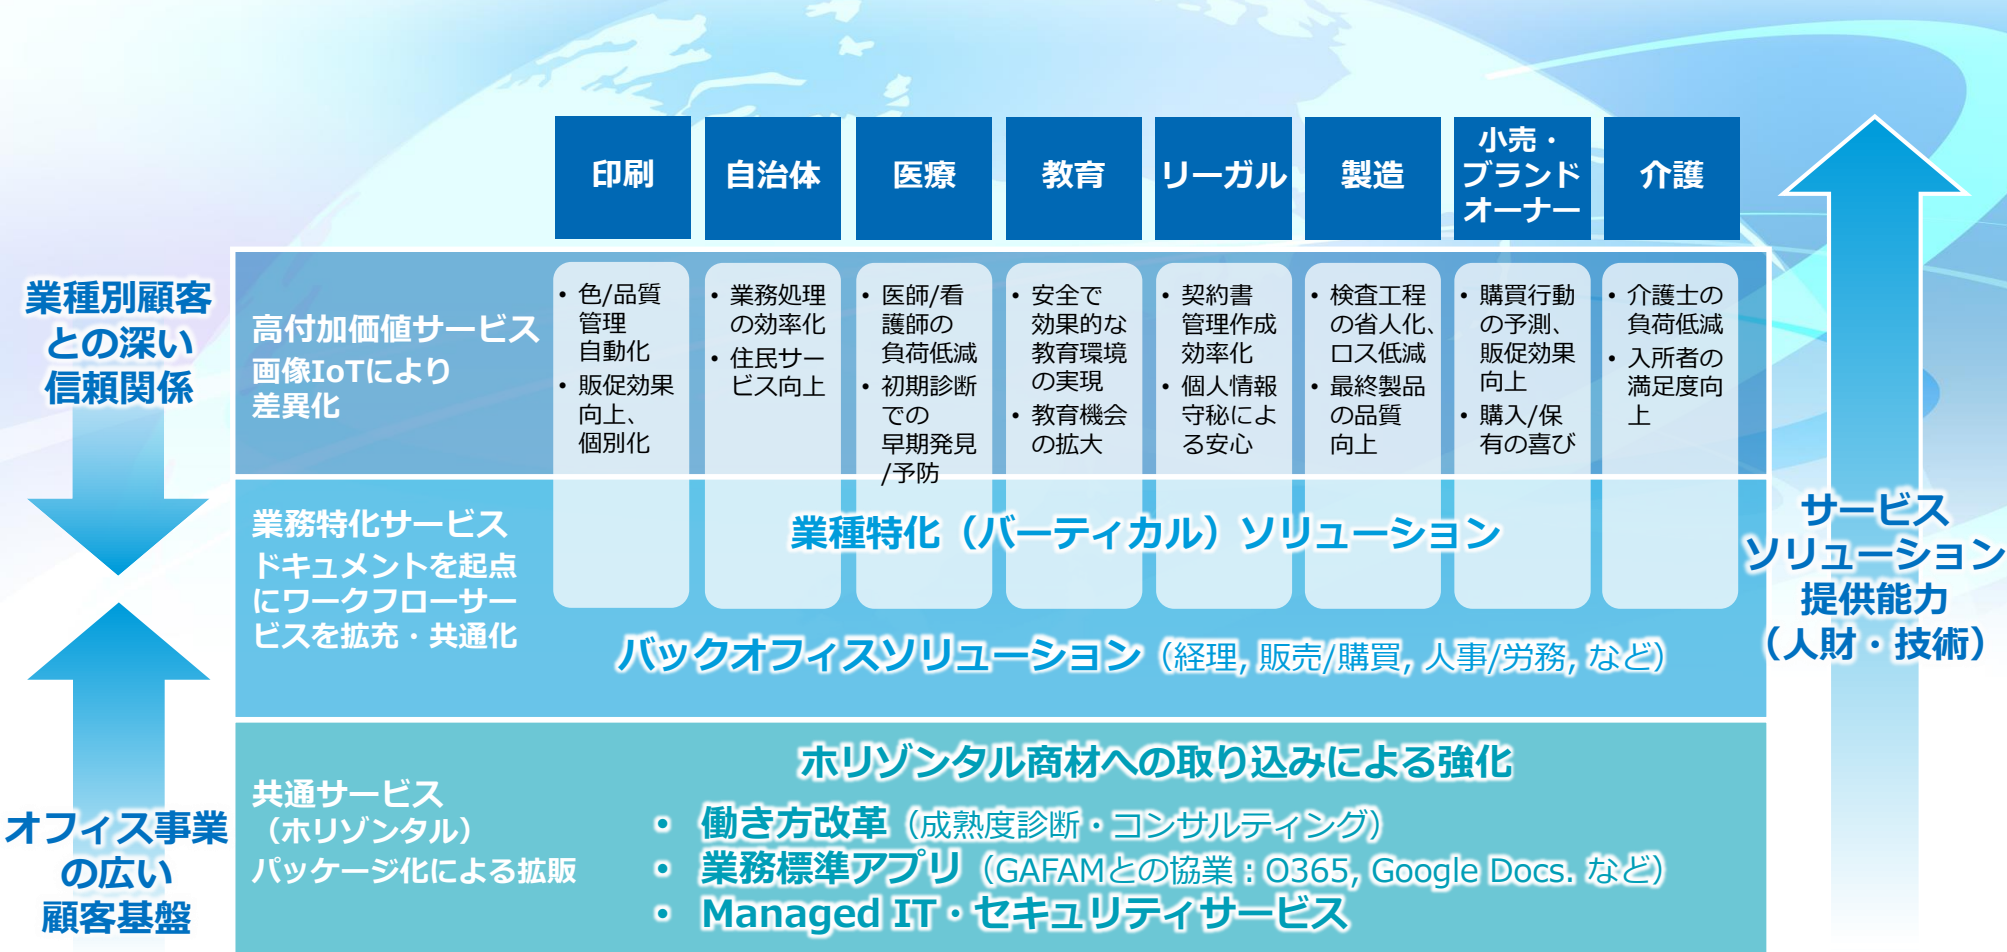 印刷
自治体
医療
教育
リーガル
製造
小売・
ブランド
オーナー
介護
業種別顧客
との深い
信頼関係
高付加価値サービス
画像IoTにより
差異化
• 色/品質
管理
自動化
• 販促効果
向上、
個別化
• 業務処理
の効率化
• 住民サー
ビス向上
• 医師/看
護師の
負荷低減
• 初期診断
での
早期発見
/予防
• 安全で
効果的な
教育環境
の実現
• 教育機会
の拡大
• 契約書
管理作成
効率化
• 個人情報
守秘によ
る安心
• 検査工程
の省人化、
ロス低減
• 最終製品
の品質
向上
• 購買行動
の予測、
販促効果
向上
• 購入/保
有の喜び
• 介護士の
負荷低減
• 入所者の
満足度向
上
業務特化サービス
ドキュメントを起点
にワークフローサー
ビスを拡充・共通化
業種特化（バーティカル）ソリューション
バックオフィスソリューション（経理, 販売/購買, 人事/労務, など）
サービス
ソリューション
提供能力
（人財・技術）
オフィス事業
の広い
顧客基盤
共通サービス
（ホリゾンタル）
パッケージ化による拡販
ホリゾンタル商材への取り込みによる強化
• 働き方改革（成熟度診断・コンサルティング）
• 業務標準アプリ（GAFAMとの協業：O365, Google Docs. など）
• Managed IT・セキュリティサービス